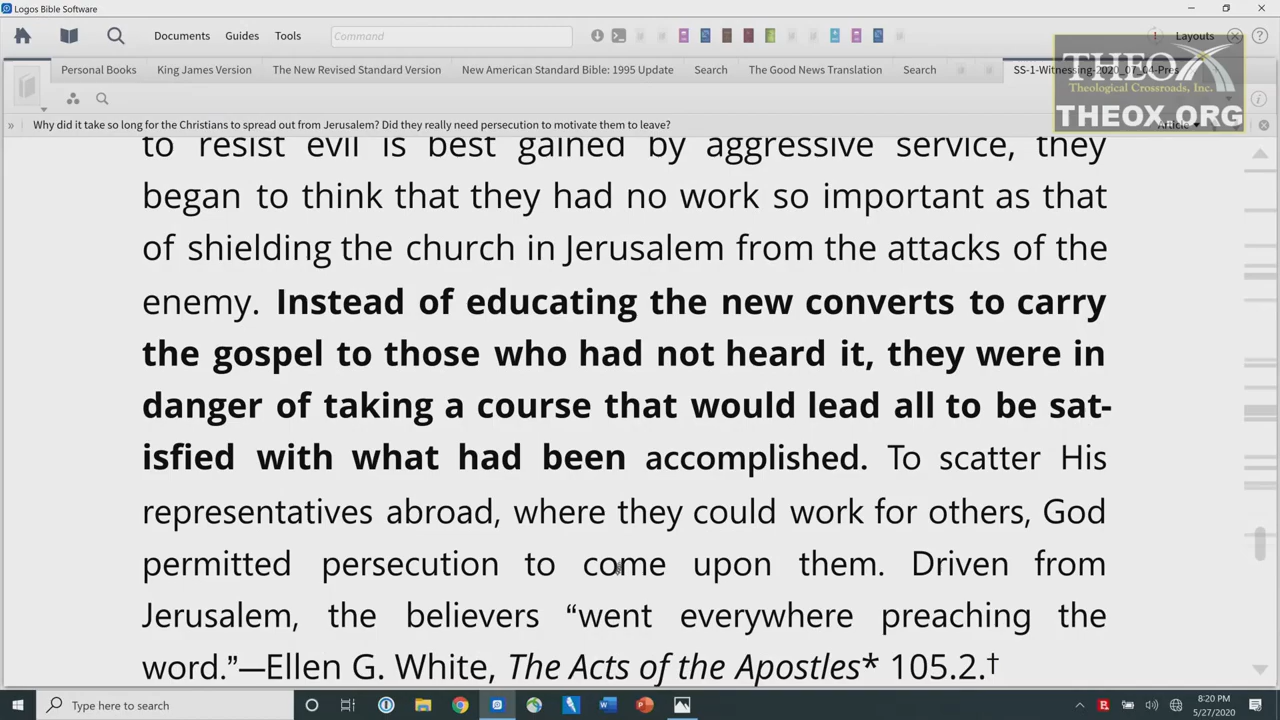 Logos Bible Software
Documents Guides Tools Command Layouts
Personal Books King James Version The New Revised New American Standard Bible: 1995 Update Search The Good News Translation Search SS-1-Witnessing-2020_07_04-Pres
THEO
Theological Crossroads, Inc.
THEOX.ORG
Why did it take so long for the Christians to spread out from Jerusalem? Did they really need persecution to motivate them to leave? Article
to resist evil is best gained by aggressive service, they
began to think that they had no work so important as that
of shielding the church in Jerusalem from the attacks of the
enemy. Instead of educating the new converts to carry
the gospel to those who had not heard it, they were in
danger of taking a course that would lead all to be sat-
isfied with what had been accomplished. To scatter His
representatives abroad, where they could work for others, God
permitted persecution to come upon them. Driven from
Jerusalem, the believers “went everywhere preaching the
word.”—Ellen G. White, The Acts of the Apostles* 105.2.†
Type here to search
8:20 PM
5/27/2020